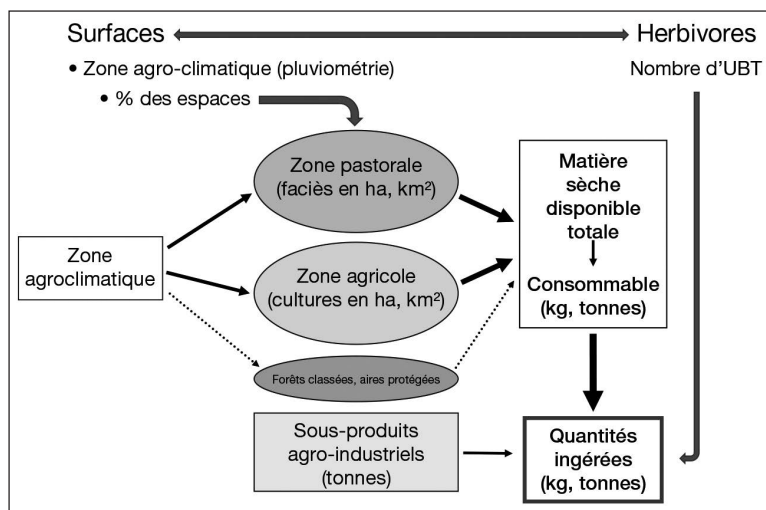 Surfaces
Herbivores
• Zone agro-climatique (pluviométrie)
Nombre d'UBT
• % des espaces
Zone pastorale
(faciès en ha, km²)
Matière
sèche
disponible
totale
Consommable
(kg, tonnes)
Zone
agroclimatique
Zone agricole
(cultures en ha, km²)
Forêts classées, aires protégées
Sous-produits
agro-industriels
(tonnes)
Quantités
ingérées
(kg, tonnes)